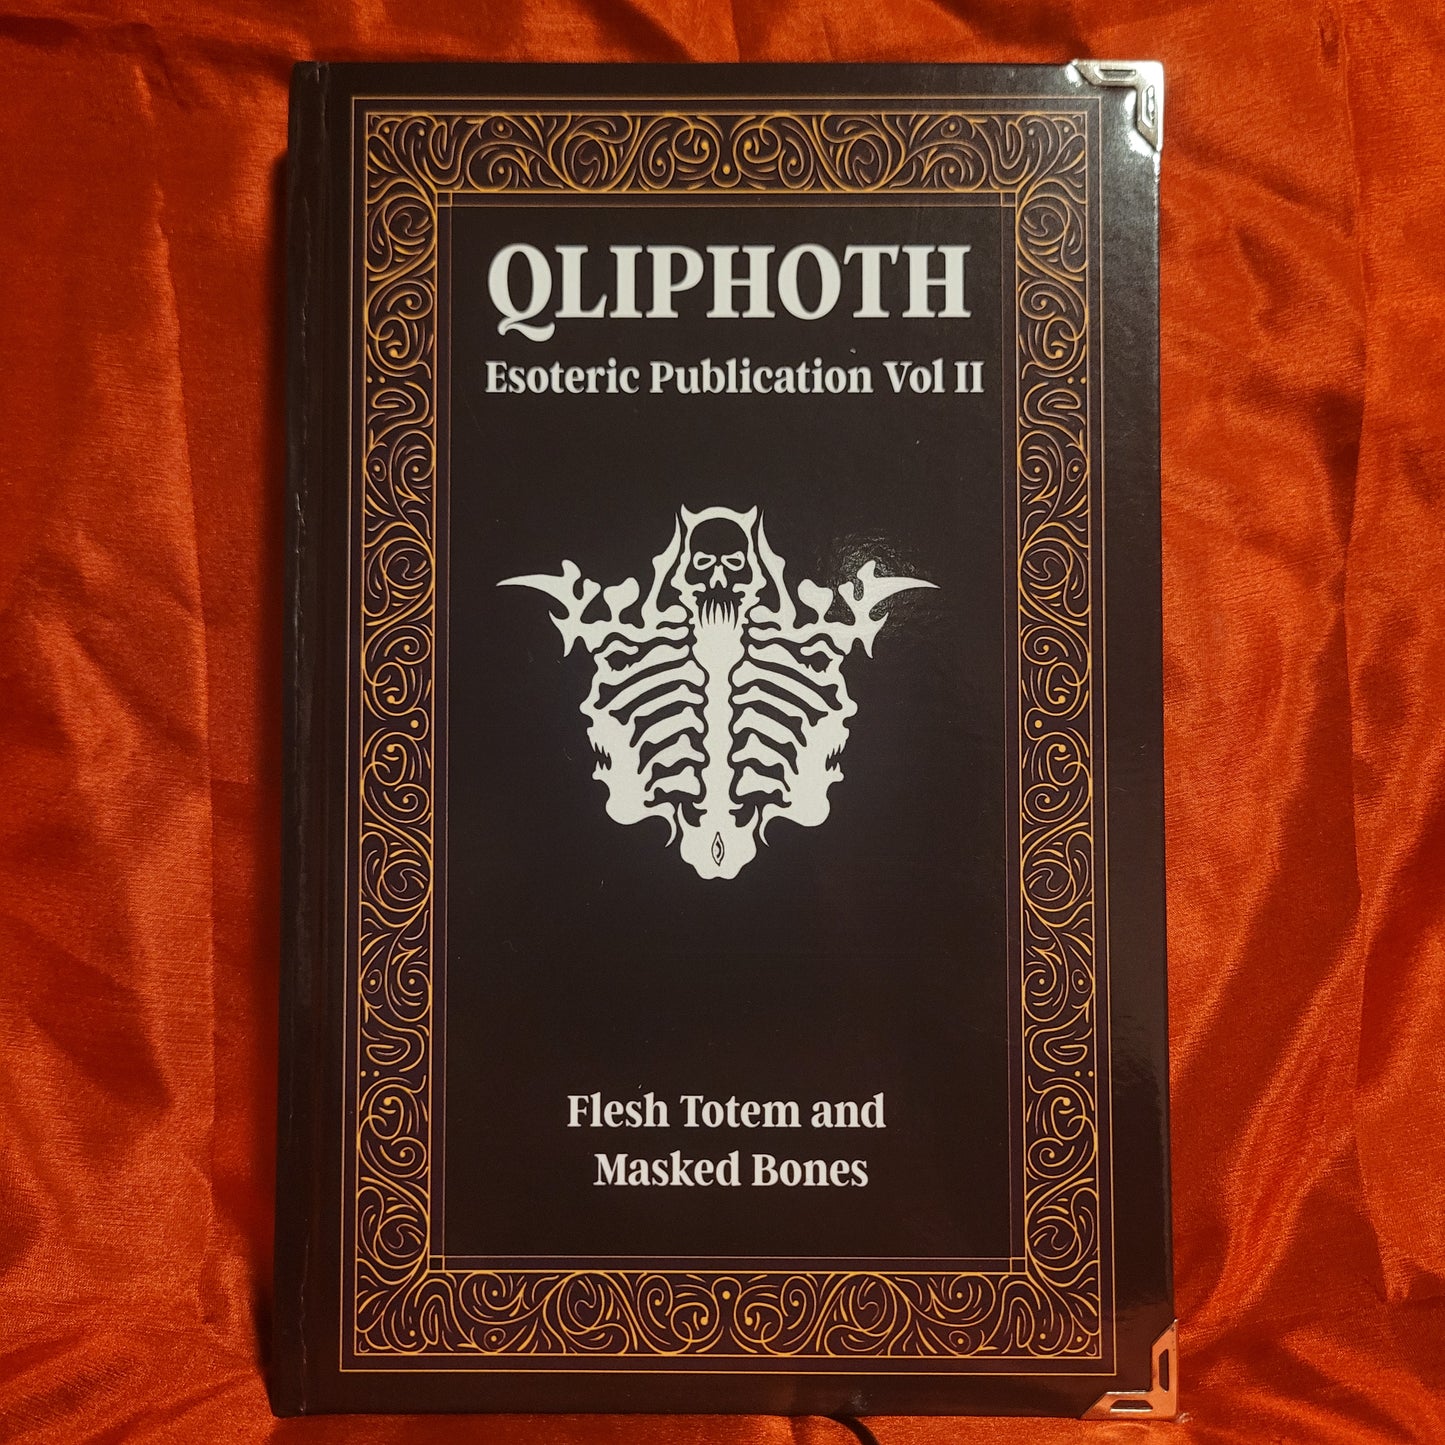 QLIPHOTH
Esoteric Publication Vol II
Flesh Totem and
Masked Bones